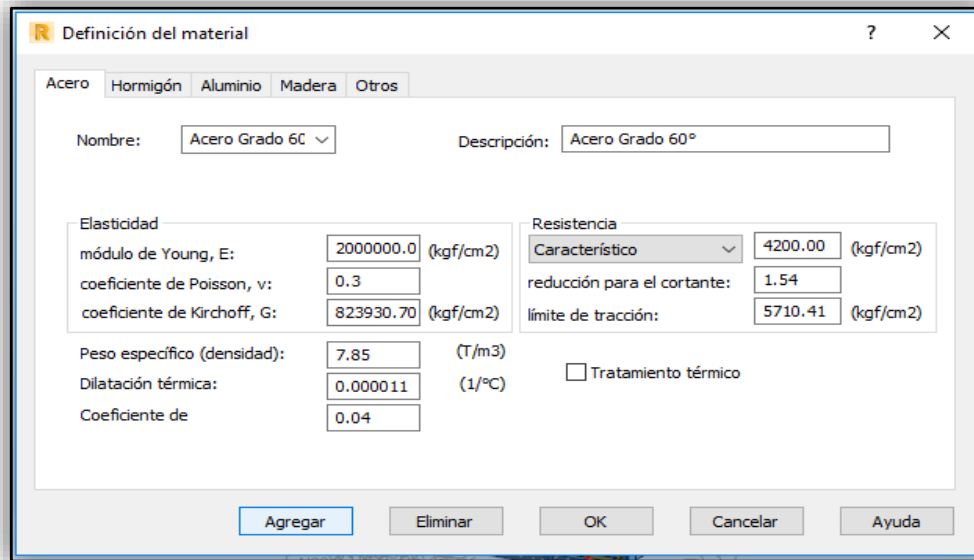 R Definición del material ?
Acero Hormigón Aluminio Madera Otros
Nombre: Acero Grado 60 Descripción: Acero Grado 60°
Elasticidad
módulo de Young, E: 2000000.0 (kgf/cm2)
coeficiente de Poisson, ν: 0.3
coeficiente de Kirchoff, G: 823930.70 (kgf/cm2)
Resistencia
Característico 4200.00 (kgf/cm2)
reducción para el cortante: 1.54
límite de tracción: 5710.41 (kgf/cm2)
Peso específico (densidad): 7.85 (T/m3)
Dilatación térmica: 0.000011 (1/°C)
Coeficiente de 0.04
Tratamiento térmico
Agregar Eliminar OK Cancelar Ayuda